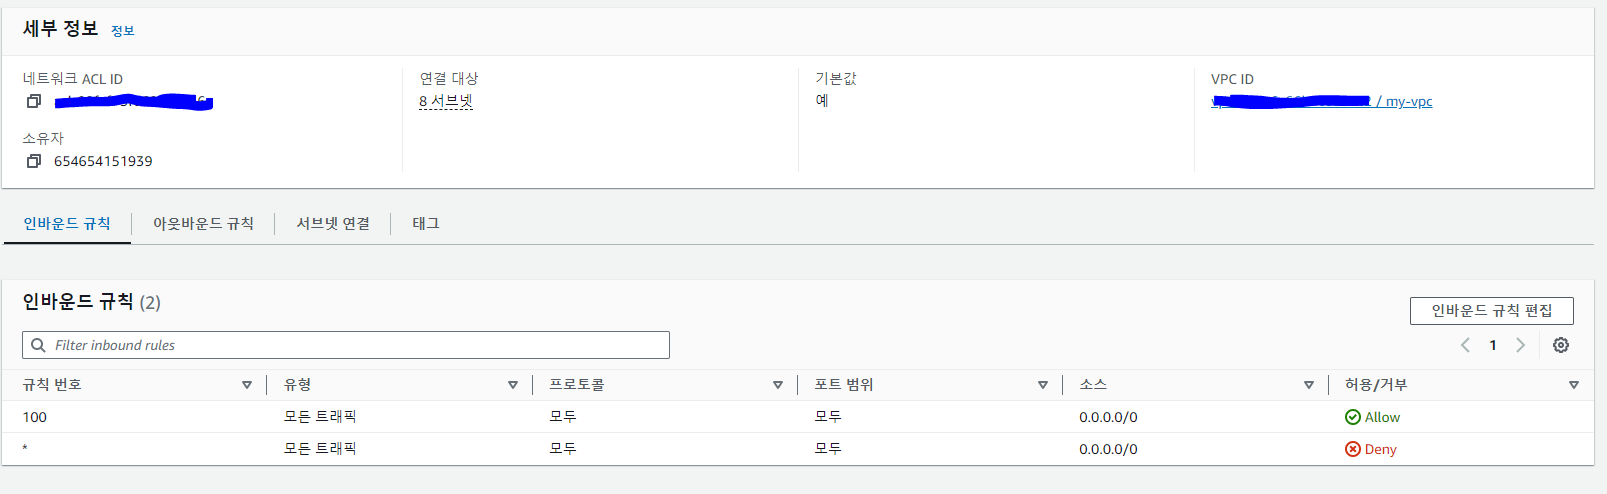 세부 정보 정보
네트워크 ACL ID 연결 대상 기본값 VPC ID
8 서브넷 예 / my-vpc
소유자
654654151939
인바운드 규칙 아웃바운드 규칙 서브넷 연결 태그
인바운드 규칙 (2) 인바운드 규칙 편집
Filter inbound rules 1
규칙 번호 유형 프로토콜 포트 범위 소스 허용/거부
100 모든 트래픽 모두 모두 0.0.0.0/0 Allow
* 모든 트래픽 모두 모두 0.0.0.0/0 Deny